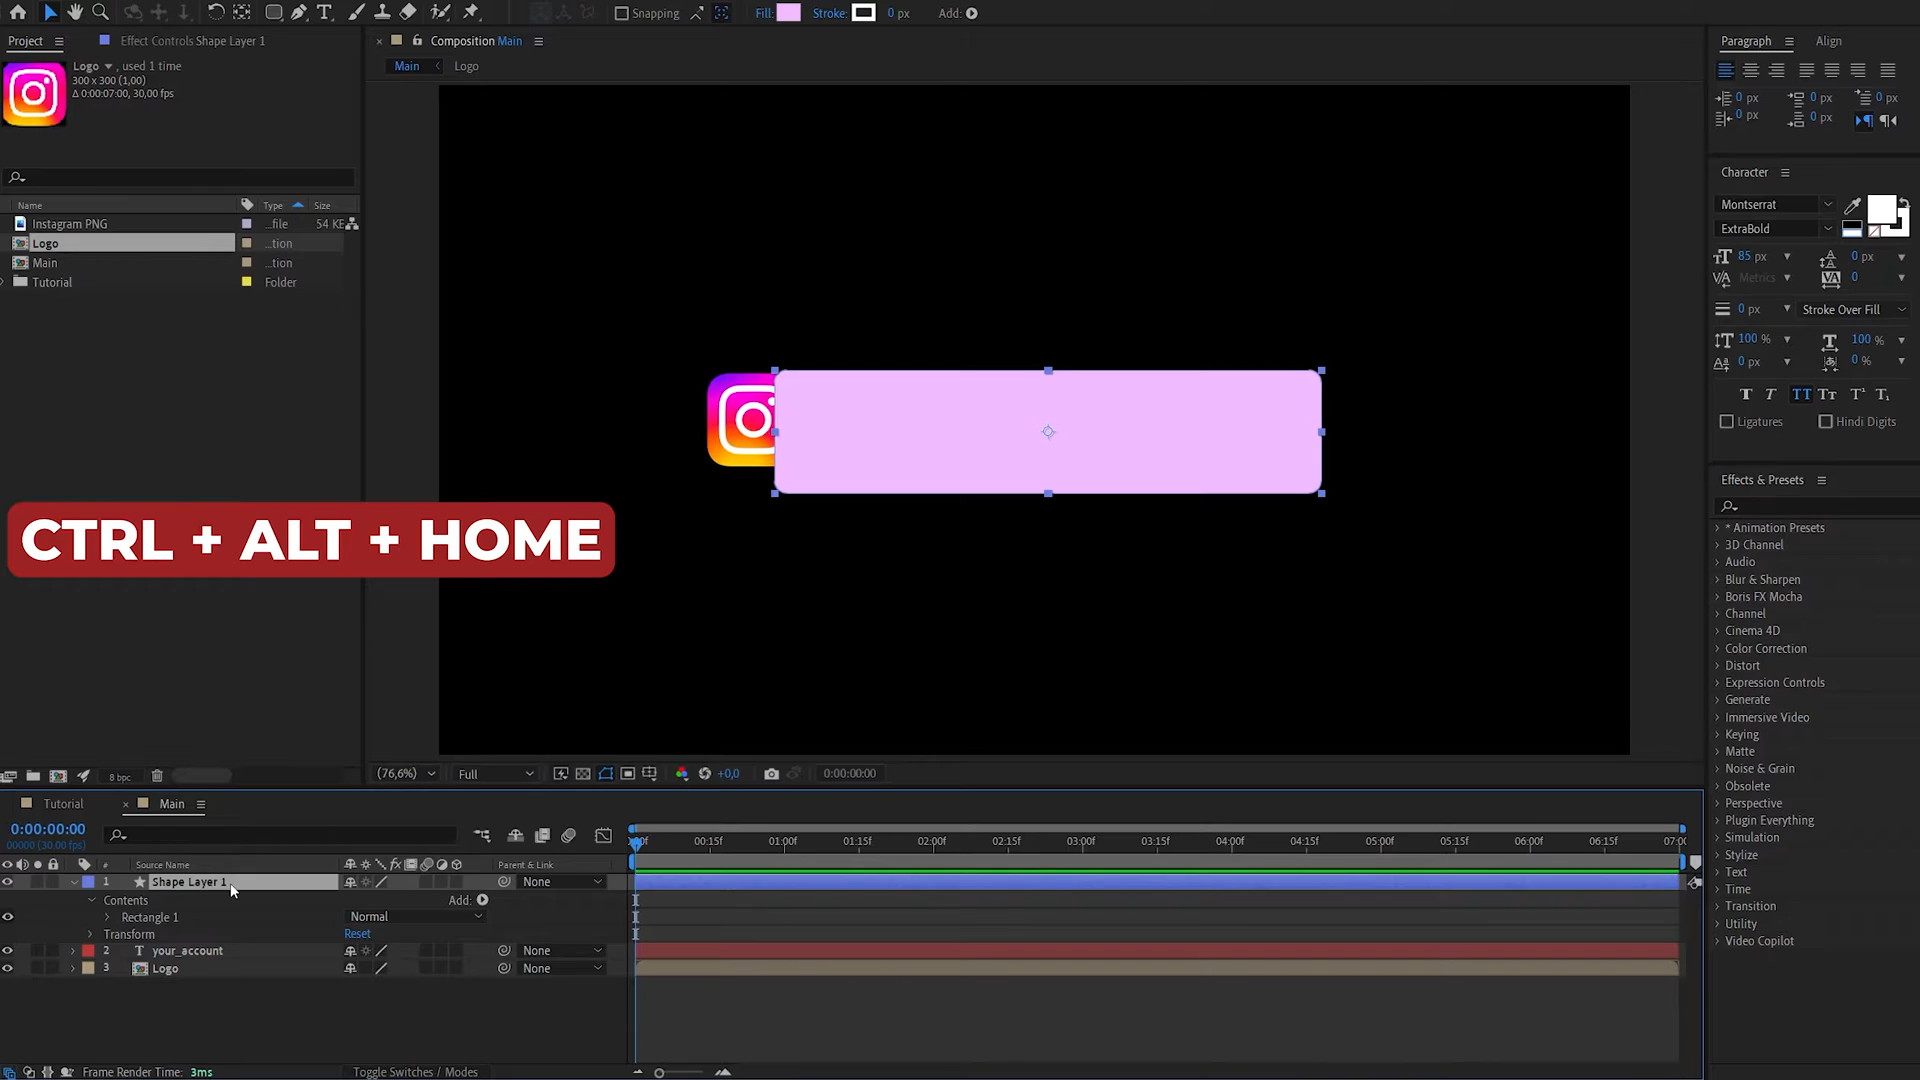 Snapping
Fill:
Stroke:
0 px
Add:
Project
Effect Controls Shape Layer 1
Composition Main
Paragraph
Align
Logo , used 1 time
300 x 300 (1,00)
Δ 0:00:07:00, 30,00 fps
Main
Logo
0 px
0 px
0 px
0 px
0 px
Character
Name
Type
Size
Montserrat
ExtraBold
Instagram PNG
...file
54 KE
Logo
...tion
Main
...tion
Tutorial
Folder
85 px
0 px
Metrics
0
0 px
Stroke Over Fill
100 %
100 %
0 px
0 %
Ligatures
Hindi Digits
Effects & Presets
* Animation Presets
3D Channel
Audio
Blur & Sharpen
Boris FX Mocha
Channel
Cinema 4D
Color Correction
Distort
Expression Controls
Generate
Immersive Video
Keying
Matte
Noise & Grain
Obsolete
Perspective
Plugin Everything
Simulation
Stylize
Text
Time
Transition
Utility
Video Copilot
CTRL + ALT + HOME
8 bpc
(76,6%)
Full
+0,0
0:00:00:00
Tutorial
Main
0:00:00:00
00000 (30.00 fps)
:00f
00:15f
01:00f
01:15f
02:00f
02:15f
03:00f
03:15f
04:00f
04:15f
05:00f
05:15f
06:00f
06:15f
07:00
#
Source Name
Parent & Link
1
Shape Layer 1
None
Contents
Add:
Rectangle 1
Normal
Transform
Reset
2
T
your_account
None
3
Logo
None
Frame Render Time: 3ms
Toggle Switches / Modes